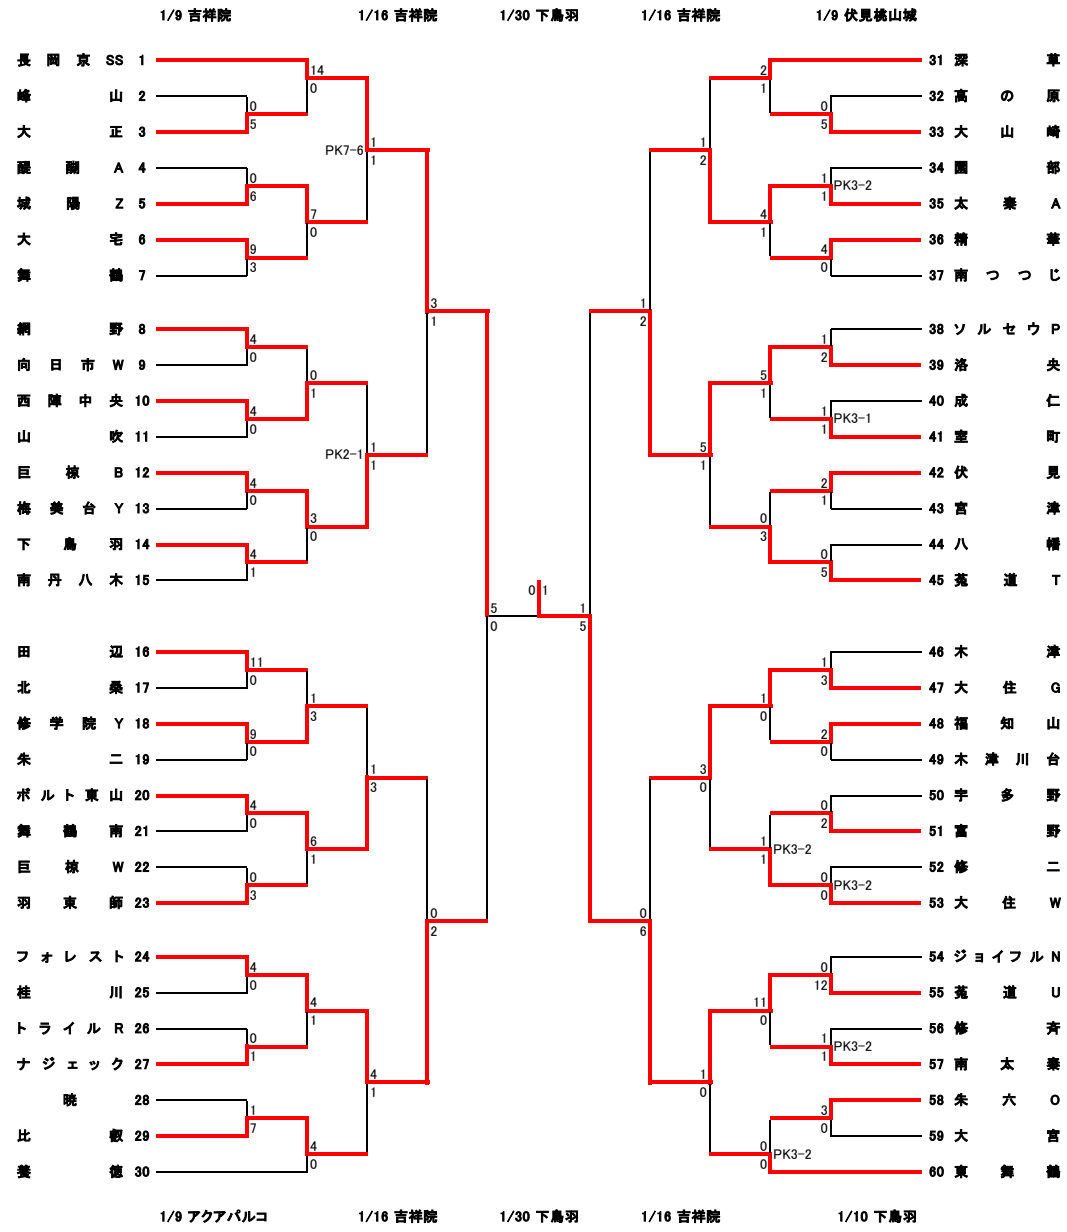 1/9 吉祥院 1/16 吉祥院 1/30 下鳥羽 1/16 吉祥院 1/9 伏見桃山城
長岡京SS 1 31 深草
14
0
2
1
峰山 2 32 高の原
0
5
0
5
大正 3 33 大山崎
PK7-6 1
1
1
2
醍醐A 4 34 園部
0
6
1 PK3-2
1
城陽Z 5 35 太秦A
7
0
4
1
大宅 6 36 精華
9
3
4
0
舞鶴 7 37 南つつじ
3
1
1
2
網野 8 38 ソルセウP
4
0
1
2
向日市W 9 39 洛央
0
1
5
1
西陣中央 10 40 成仁
4
0
1 PK3-1
1
山吹 11 41 室町
PK2-1 1
1
5
1
巨椋B 12 42 伏見
4
0
2
1
梅美台Y 13 43 宮津
3
0
0
3
下鳥羽 14 44 八幡
4
1
0
5
南丹八木 15 45 菟道T
0 1
5
0
1
5
田辺 16 46 木津
11
0
1
3
北桑 17 47 大住G
1
3
1
0
修学院Y 18 48 福知山
9
0
2
0
朱二 19 49 木津川台
1
3
3
0
ボルト東山 20 50 宇多野
4
0
0
2
舞鶴南 21 51 富野
6
1
1 PK3-2
1
巨椋W 22 52 修二
0
3
0 PK3-2
0
羽東師 23 53 大住W
0
2
0
6
フォレスト 24 54 ジョイフルN
4
0
0
12
桂川 25 55 菟道U
4
1
11
0
トライルR 26 56 修斉
0
1
1 PK3-2
1
ナジェック 27 57 南太秦
4
1
1
0
暁 28 58 朱六O
1
7
3
0
比叡 29 59 大宮
4
0
0 PK3-2
0
養徳 30 60 東舞鶴
1/9 アクアパルコ 1/16 吉祥院 1/30 下鳥羽 1/16 吉祥院 1/10 下鳥羽